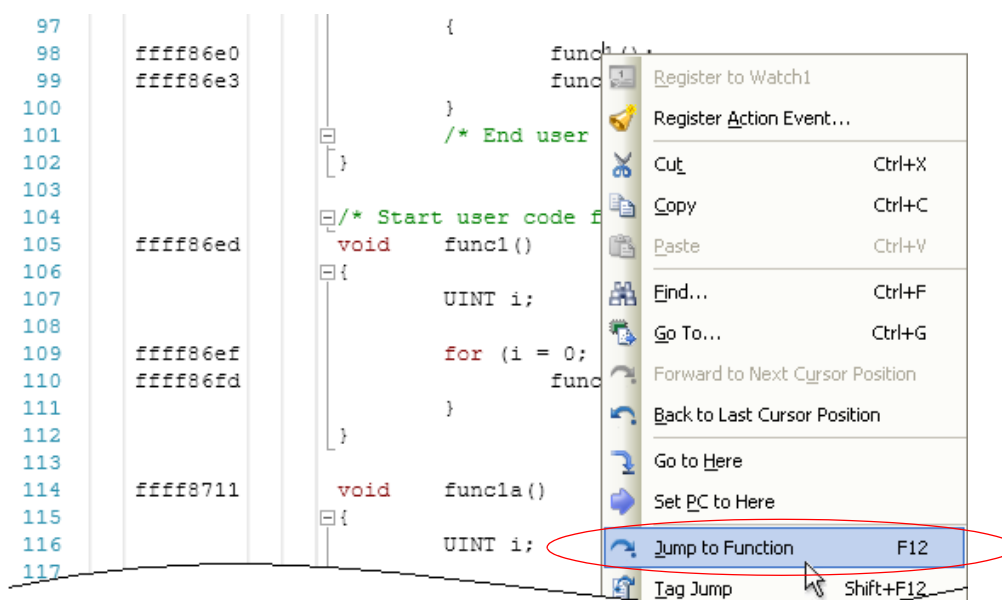 97 {
98 ffff86e0 func1();
99 ffff86e3 func
100 }
101 /* End user
102 }
103
104 /* Start user code f
105 ffff86ed void func1()
106 {
107 UINT i;
108
109 ffff86ef for (i = 0;
110 ffff86fd func
111 }
112 }
113
114 ffff8711 void func1a()
115 {
116 UINT i;
117
Register to Watch1
Register Action Event...
Cut Ctrl+X
Copy Ctrl+C
Paste Ctrl+V
Find... Ctrl+F
Go To... Ctrl+G
Forward to Next Cursor Position
Back to Last Cursor Position
Go to Here
Set PC to Here
Jump to Function F12
Tag Jump Shift+F12